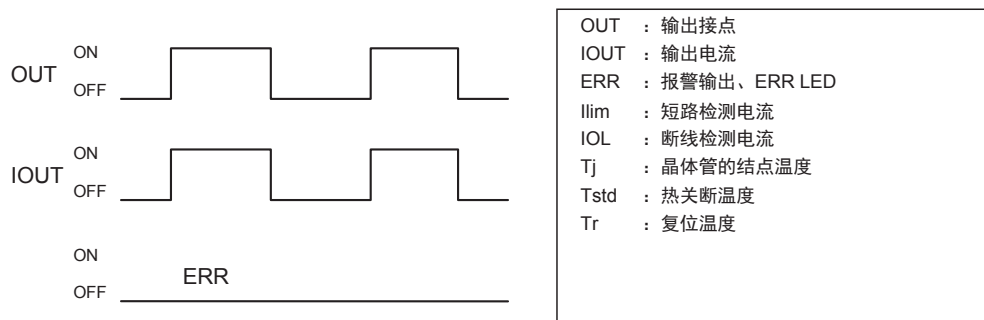 ON
OUT
OFF
ON
IOUT
OFF
ON
ERR
OFF
OUT ：输出接点
IOUT ：输出电流
ERR ：报警输出、ERR LED
Ilim ：短路检测电流
IOL ：断线检测电流
Tj ：晶体管的结点温度
Tstd ：热关断温度
Tr ：复位温度